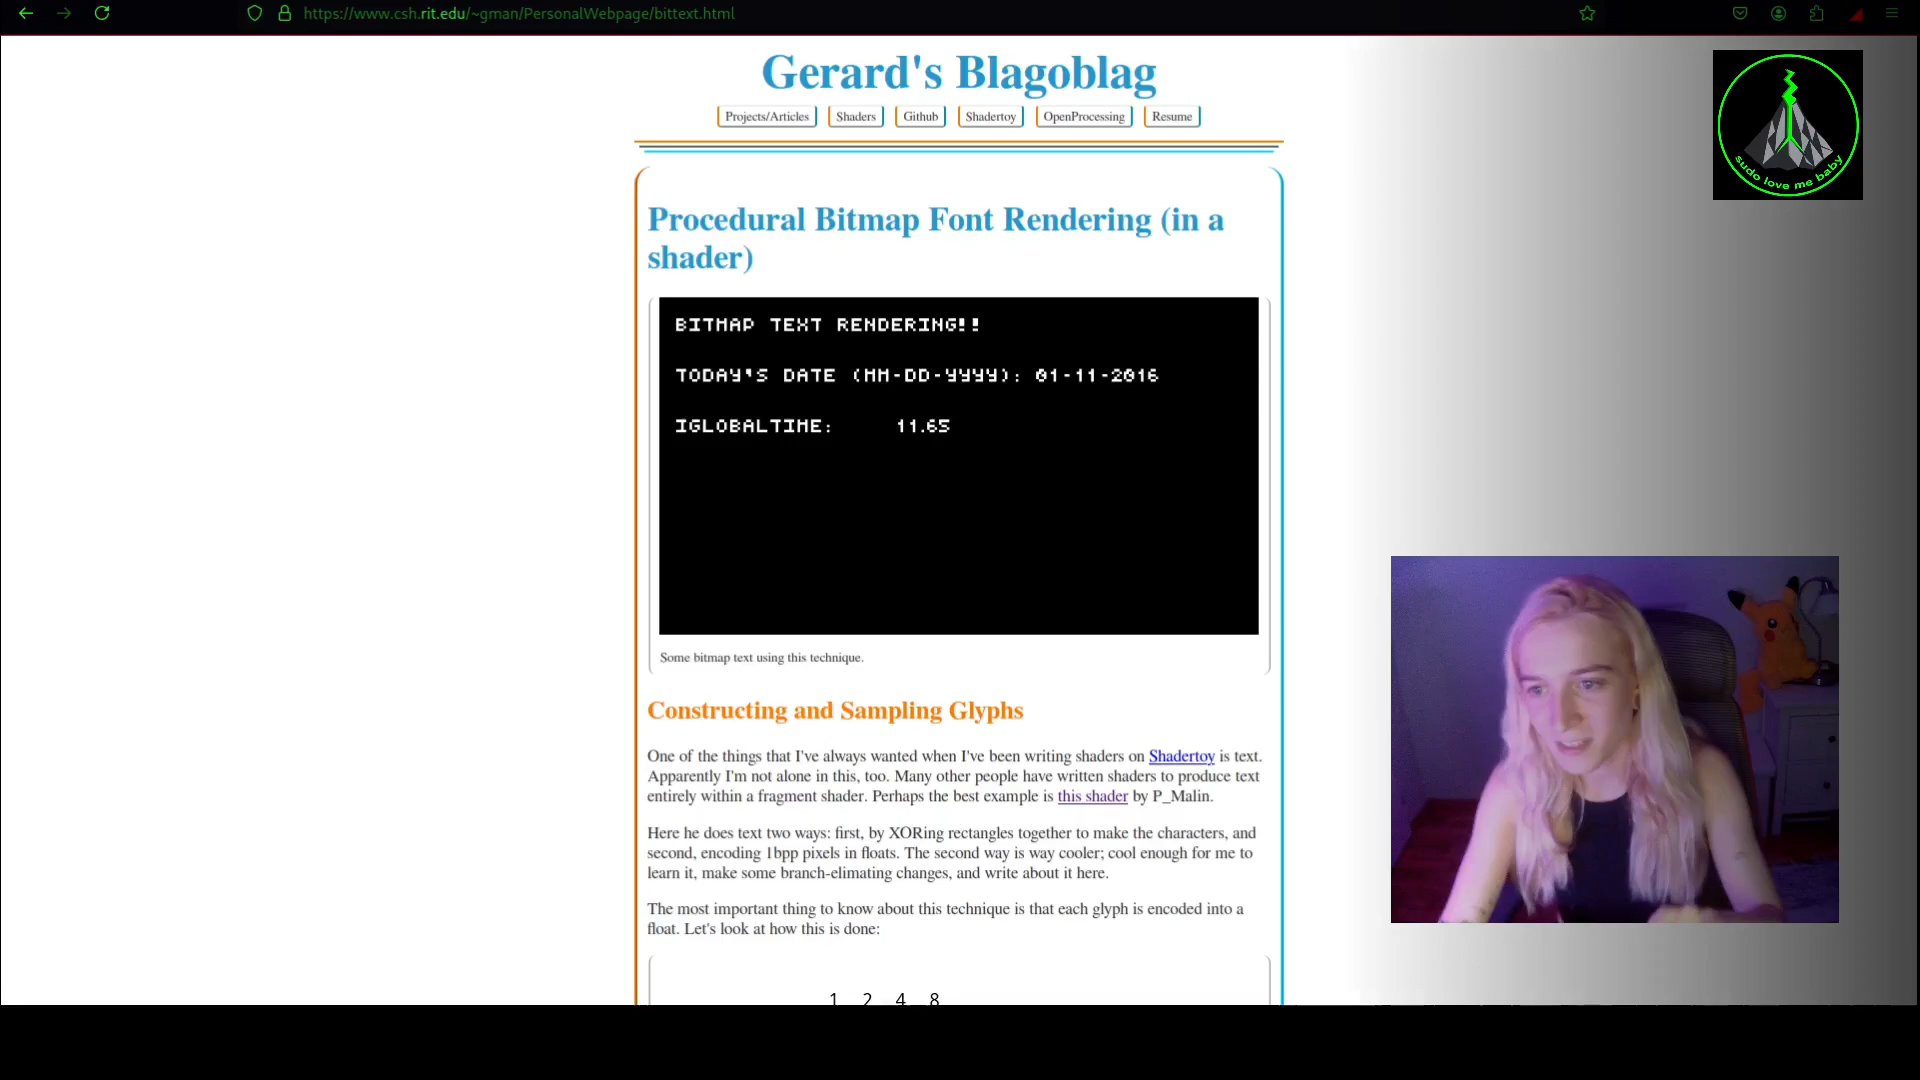 https://www.csh.rit.edu/~gman/PersonalWebpage/bittext.html
Gerard's Blagoblag
Projects/Articles Shaders Github Shadertoy OpenProcessing Resume
sudo love me baby
Procedural Bitmap Font Rendering (in a
shader)
BITMAP TEXT RENDERING!!
TODAY'S DATE (MM-DD-YYYY): 01-11-2016
IGLOBALTIME: 11.65
Some bitmap text using this technique.
Constructing and Sampling Glyphs
One of the things that I've always wanted when I've been writing shaders on Shadertoy is text.
Apparently I'm not alone in this, too. Many other people have written shaders to produce text
entirely within a fragment shader. Perhaps the best example is this shader by P_Malin.
Here he does text two ways: first, by XORing rectangles together to make the characters, and
second, encoding 1bpp pixels in floats. The second way is way cooler; cool enough for me to
learn it, make some branch-elimating changes, and write about it here.
The most important thing to know about this technique is that each glyph is encoded into a
float. Let's look at how this is done:
1 2 4 8